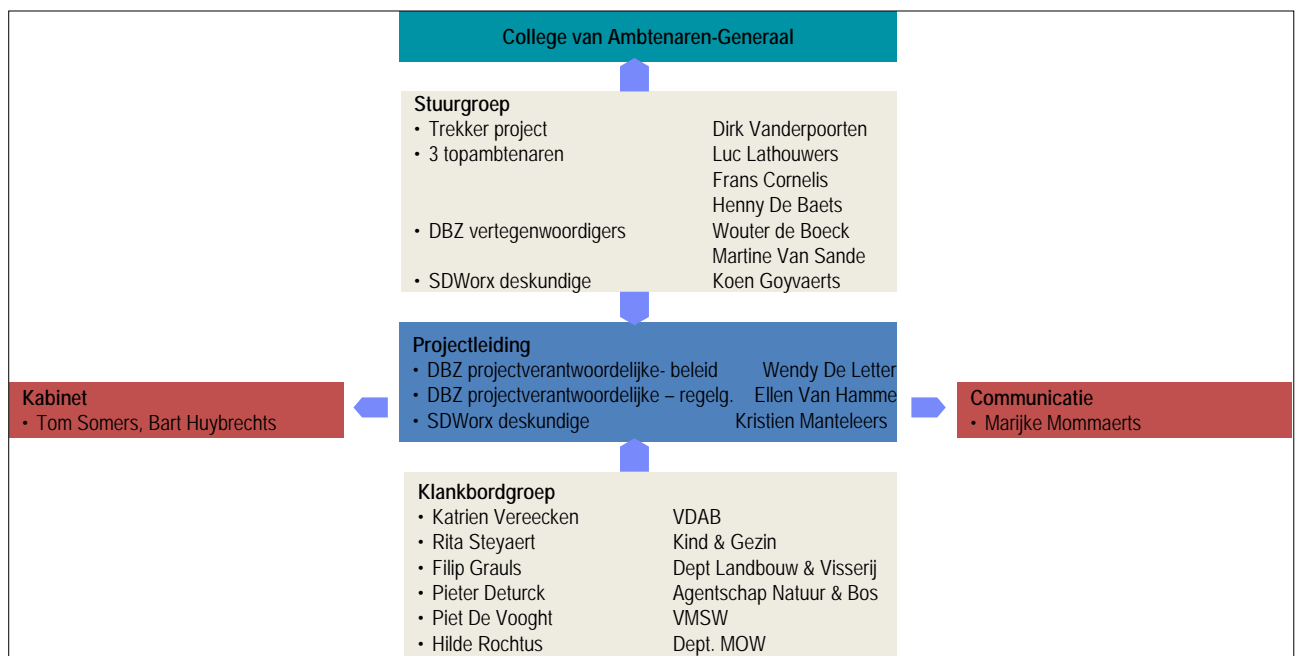 College van Ambtenaren-Generaal
Stuurgroep
• Trekker project Dirk Vanderpoorten
• 3 topambtenaren Luc Lathouwers
Frans Cornelis
Henny De Baets
• DBZ vertegenwoordigers Wouter de Boeck
Martine Van Sande
• SDWorx deskundige Koen Goyvaerts
Projectleiding
• DBZ projectverantwoordelijke- beleid Wendy De Letter
• DBZ projectverantwoordelijke – regelg. Ellen Van Hamme
• SDWorx deskundige Kristien Manteleers
Kabinet
• Tom Somers, Bart Huybrechts
Communicatie
• Marijke Mommaerts
Klankbordgroep
• Katrien Vereecken VDAB
• Rita Steyaert Kind & Gezin
• Filip Grauls Dept Landbouw & Visserij
• Pieter Deturck Agentschap Natuur & Bos
• Piet De Vooght VMSW
• Hilde Rochtus Dept. MOW